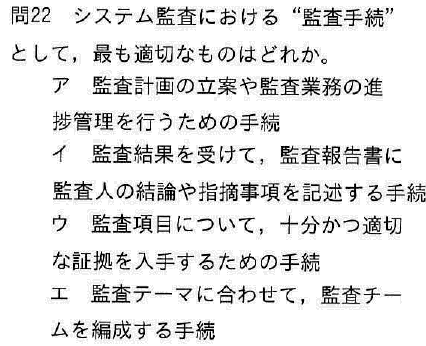 問22　システム監査における“監査手続”
として，最も適切なものはどれか。
ア　監査計画の立案や監査業務の進
捗管理を行うための手続
イ　監査結果を受けて，監査報告書に
監査人の結論や指摘事項を記述する手続
ウ　監査項目について，十分かつ適切
な証拠を入手するための手続
エ　監査テーマに合わせて，監査チー
ムを編成する手続